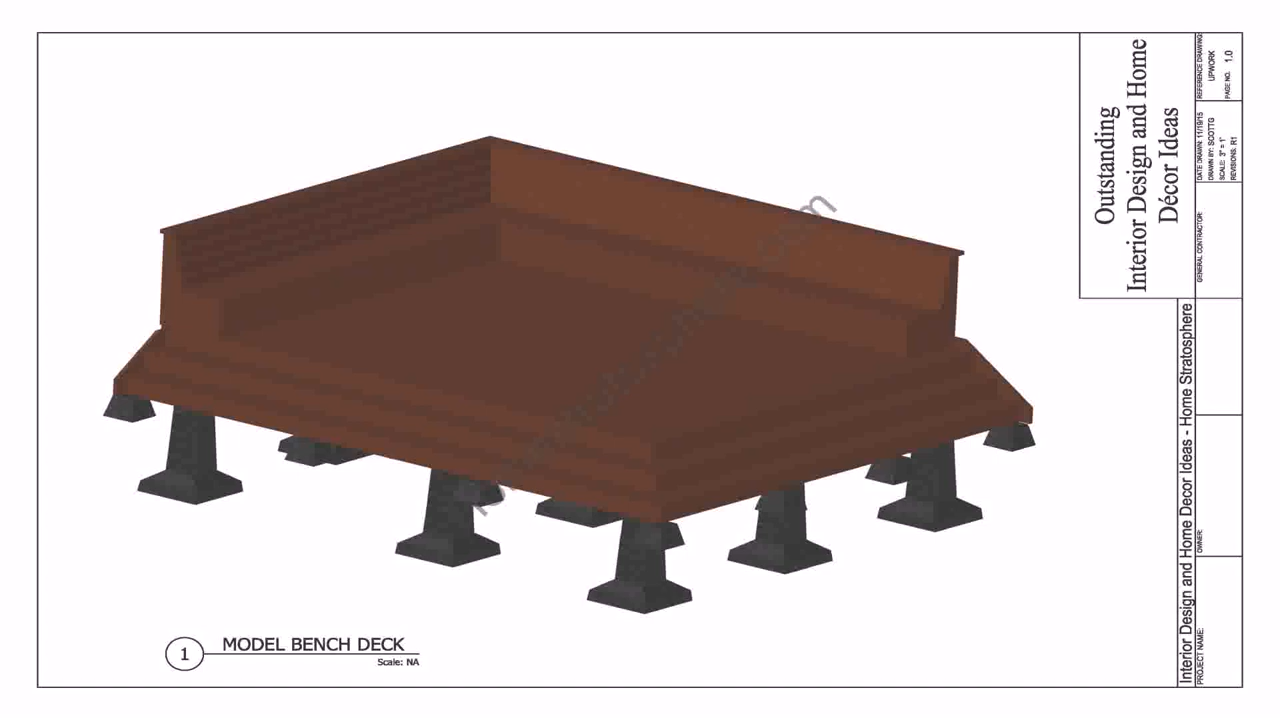 Outstanding
Interior Design and Home
Décor Ideas
REFERENCE DRAWING:
UPWORK
PAGE NO. 1.0
DATE DRAWN: 11/19/15
DRAWN BY: SCOTTG
SCALE: 3" = 1'
REVISIONS: R1
GENERAL CONTRACTOR:
Interior Design and Home Decor Ideas - Home Stratosphere
OWNER:
PROJECT NAME:
1
MODEL BENCH DECK
Scale: NA